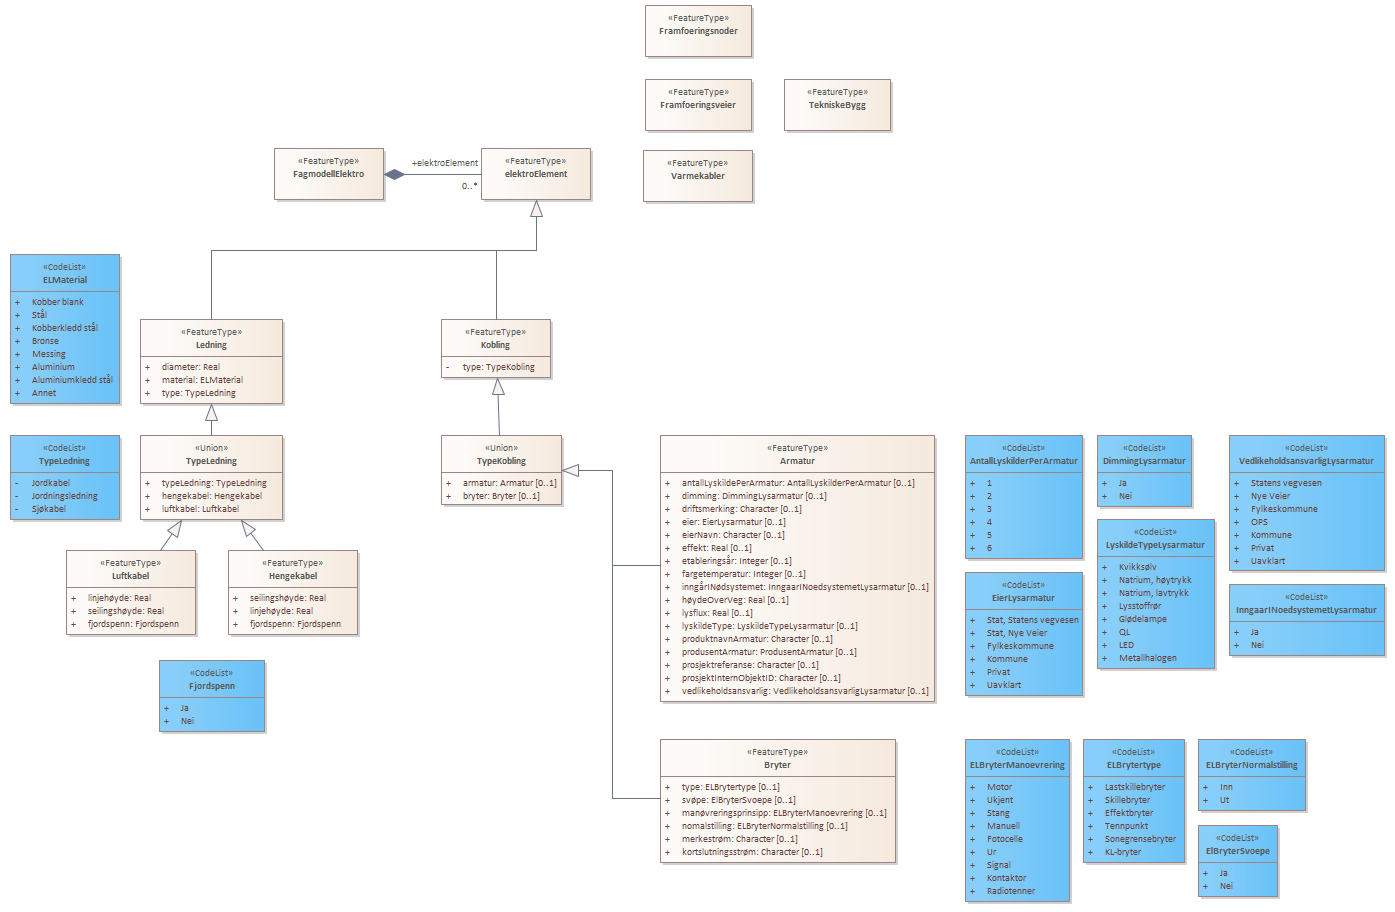 «FeatureType»
Framfoeringsnoder
«FeatureType»
Framfoeringsveier
«FeatureType»
TekniskeBygg
«FeatureType»
FagmodellElektro
+elektroElement
0..*
«FeatureType»
elektroElement
«FeatureType»
Varmekabler
«CodeList»
ELMaterial
+ Kobber blank
+ Stål
+ Kobberkledd stål
+ Bronse
+ Messing
+ Aluminium
+ Aluminiumkledd stål
+ Annet
«FeatureType»
Ledning
+ diameter: Real
+ material: ELMaterial
+ type: TypeLedning
«FeatureType»
Kobling
- type: TypeKobling
«CodeList»
TypeLedning
- Jordkabel
- Jordningsledning
- Sjøkabel
«Union»
TypeLedning
+ typeLedning: TypeLedning
+ hengekabel: Hengekabel
+ luftkabel: Luftkabel
«Union»
TypeKobling
+ armatur: Armatur [0..1]
+ bryter: Bryter [0..1]
«FeatureType»
Luftkabel
+ linjehøyde: Real
+ seilingshøyde: Real
+ fjordspenn: Fjordspenn
«FeatureType»
Hengekabel
+ seilingshøyde: Real
+ linjehøyde: Real
+ fjordspenn: Fjordspenn
«CodeList»
Fjordspenn
+ Ja
+ Nei
«FeatureType»
Armatur
+ antallLyskildePerArmatur: AntallLyskilderPerArmatur [0..1]
+ dimming: DimmingLysarmatur [0..1]
+ driftsmerking: Character [0..1]
+ eier: EierLysarmatur [0..1]
+ eierNavn: Character [0..1]
+ effekt: Real [0..1]
+ etableringsår: Integer [0..1]
+ fargetemperatur: Integer [0..1]
+ inngårINødsystemet: InngaarINoedsystemetLysarmatur [0..1]
+ høydeOverVeg: Real [0..1]
+ lysflux: Real [0..1]
+ lyskildeType: LyskildeTypeLysarmatur [0..1]
+ produktnavnArmatur: Character [0..1]
+ produsentArmatur: ProdusentArmatur [0..1]
+ prosjektreferanse: Character [0..1]
+ prosjektInternObjektID: Character [0..1]
+ vedlikeholdsansvarlig: VedlikeholdsansvarligLysarmatur [0..1]
«CodeList»
AntallLyskilderPerArmatur
+ 1
+ 2
+ 3
+ 4
+ 5
+ 6
«CodeList»
DimmingLysarmatur
+ Ja
+ Nei
«CodeList»
VedlikeholdsansvarligLysarmatur
+ Statens vegvesen
+ Nye Veier
+ Fylkeskommune
+ OPS
+ Kommune
+ Privat
+ Uavklart
«CodeList»
LyskildeTypeLysarmatur
+ Kvikksølv
+ Natrium, høytrykk
+ Natrium, lavtrykk
+ Lysstoffrør
+ Glødelampe
+ QL
+ LED
+ Metallhalogen
«CodeList»
EierLysarmatur
+ Stat, Statens vegvesen
+ Stat, Nye Veier
+ Fylkeskommune
+ Kommune
+ Privat
+ Uavklart
«CodeList»
InngaarINoedsystemetLysarmatur
+ Ja
+ Nei
«FeatureType»
Bryter
+ type: ELBrytertype [0..1]
+ svøpe: ElBryterSvoepe [0..1]
+ manøvreringsprinsipp: ELBryterManoevrering [0..1]
+ nomalstilling: ELBryterNormalstilling [0..1]
+ merkestrøm: Character [0..1]
+ kortslutningsstrøm: Character [0..1]
«CodeList»
ELBryterManoevrering
+ Motor
+ Ukjent
+ Stang
+ Manuell
+ Fotocelle
+ Ur
+ Signal
+ Kontaktor
+ Radiotenner
«CodeList»
ELBrytertype
+ Lastskillebryter
+ Skillebryter
+ Effektbryter
+ Tennpunkt
+ Sonegrensebryter
+ KL-bryter
«CodeList»
ELBryterNormalstilling
+ Inn
+ Ut
«CodeList»
ElBryterSvoepe
+ Ja
+ Nei